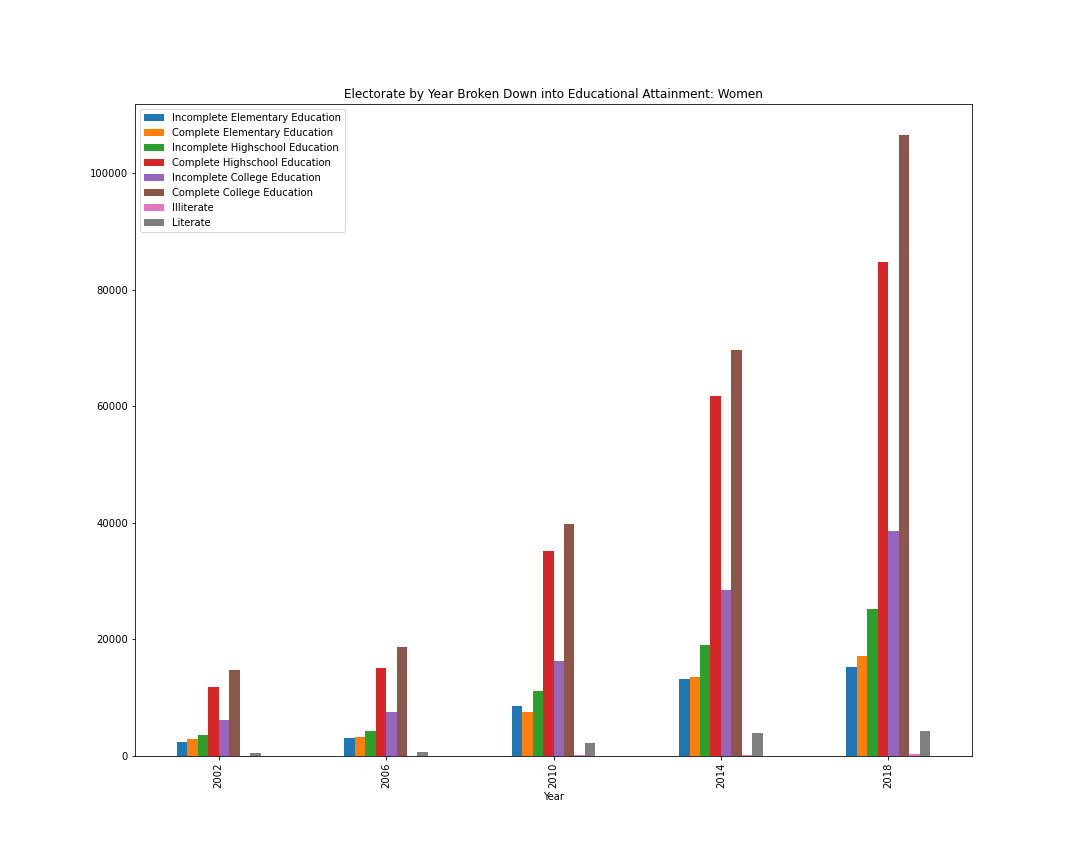 Electorate by Year Broken Down into Educational Attainment: Women
Incomplete Elementary Education
Complete Elementary Education
Incomplete Highschool Education
Complete Highschool Education
Incomplete College Education
Complete College Education
Illiterate
Literate
100000
80000
60000
40000
20000
0
2002
2006
2010
2014
2018
Year